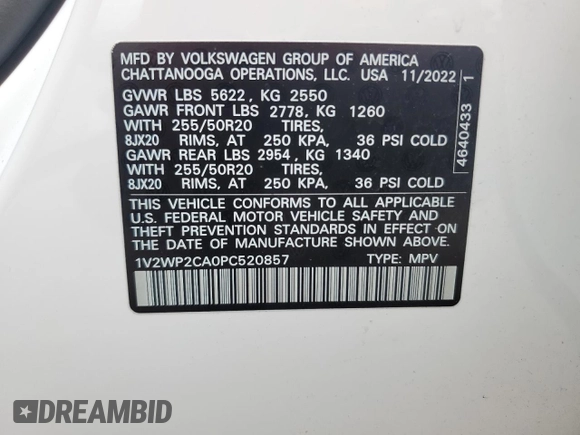 MFD BY VOLKSWAGEN GROUP OF AMERICA
CHATTANOOGA OPERATIONS, LLC. USA 11/2022
GVWR LBS 5622, KG 2550
GAWR FRONT LBS 2778, KG 1260
WITH 255/50R20 TIRES,
8JX20 RIMS, AT 250 KPA, 36 PSI COLD
GAWR REAR LBS 2954, KG 1340
WITH 255/50R20 TIRES,
8JX20 RIMS, AT 250 KPA, 36 PSI COLD
THIS VEHICLE CONFORMS TO ALL APPLICABLE
U.S. FEDERAL MOTOR VEHICLE SAFETY AND
THEFT PREVENTION STANDARDS IN EFFECT ON
THE DATE OF MANUFACTURE SHOWN ABOVE.
1V2WP2CA0PC520857 TYPE: MPV
4640433 1
DREAMBID